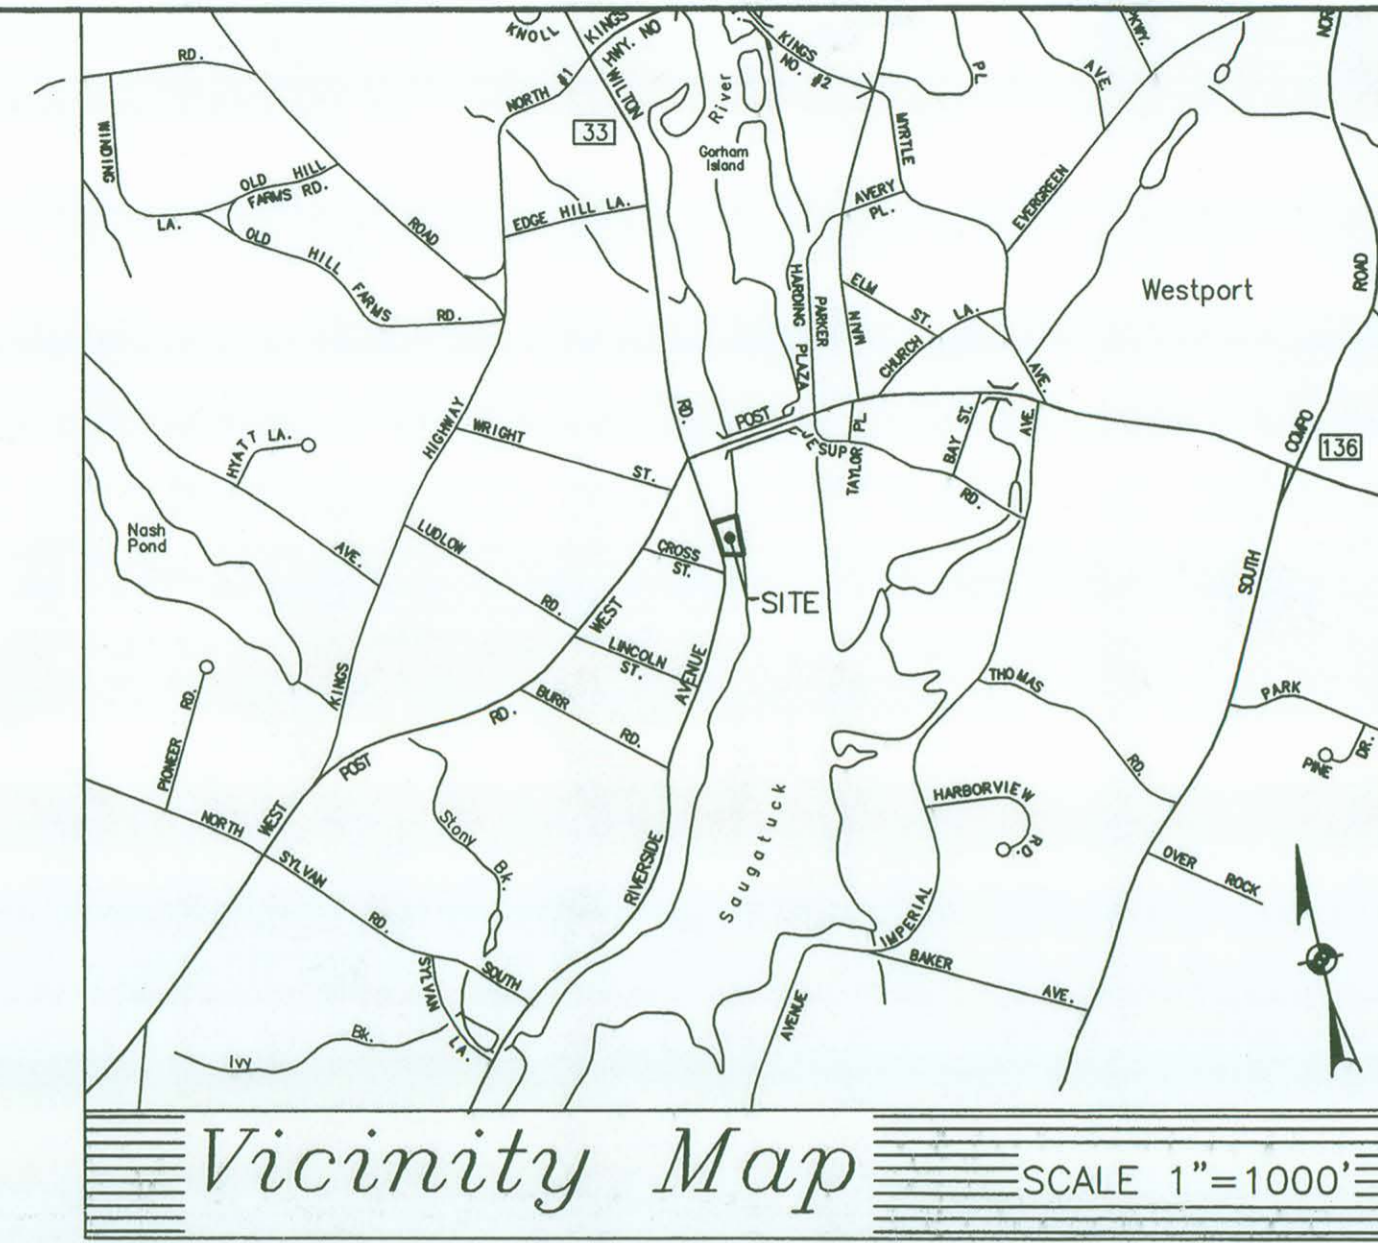 KNOLL
KINGS
HWY. NO
NORTH #1
WILTON
33
RD.
WINDING
LA.
OLD HILL
FARMS RD.
OLD HILL FARMS RD.
ROAD
EDGE HILL LA.
River
Gorham
Island
KINGS
NO. #2
PL.
AVE.
KWY.
NOR
MYRTLE
AVERY
PL.
EVERGREEN
ELM ST.
CHURCH LA.
MAIN
PARKER
HARDING PLAZA
Westport
ROAD
AVE.
RD.
POST
JESUP
RD.
TAYLOR PL.
BAY ST.
AVE.
COMPO
136
SOUTH
HIGHWAY
WRIGHT ST.
HYATT LA.
Nash
Pond
AVE.
LUDLOW RD.
CROSS
ST.
WEST
SITE
LINCOLN
ST.
AVENUE
KINGS
PIONEER RD.
BURR RD.
RD.
POST
WEST
THOMAS RD.
PARK
PINE DR.
NORTH
SYLVAN RD.
SOUTH
Stony Bk.
RIVERSIDE
Saugatuck
HARBORVIEW
RD.
OVER ROCK
IMPERIAL
AVENUE
BAKER AVE.
SYLVAN LA.
Ivy Bk.
Vicinity Map
SCALE 1"=1000'